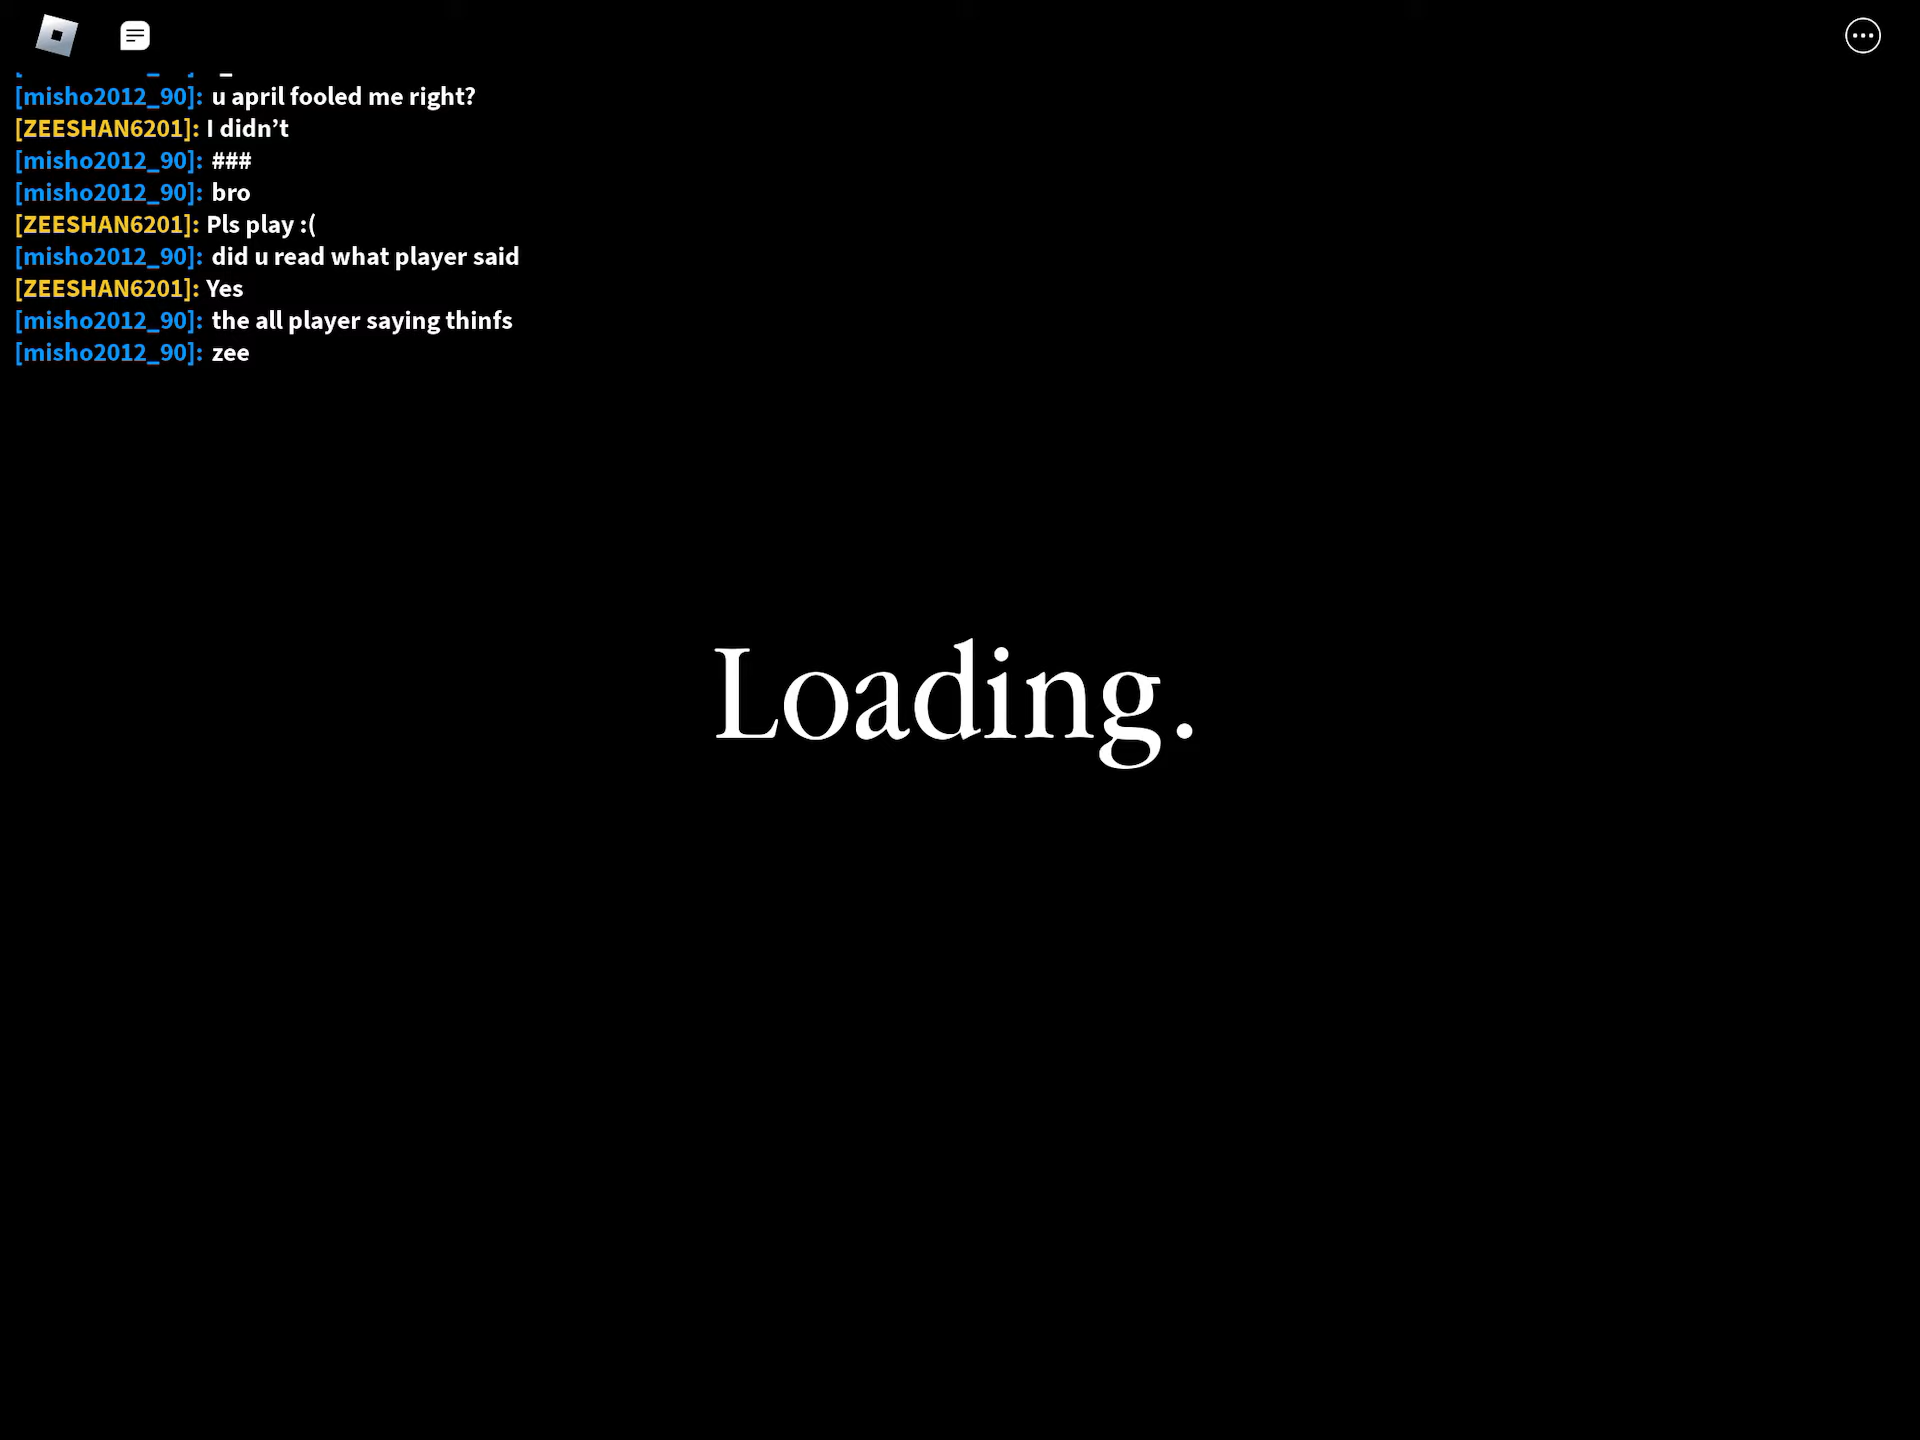 [misho2012_90]: u april fooled me right?
[ZEESHAN6201]: I didn’t
[misho2012_90]: ###
[misho2012_90]: bro
[ZEESHAN6201]: Pls play :(
[misho2012_90]: did u read what player said
[ZEESHAN6201]: Yes
[misho2012_90]: the all player saying thinfs
[misho2012_90]: zee
Loading.